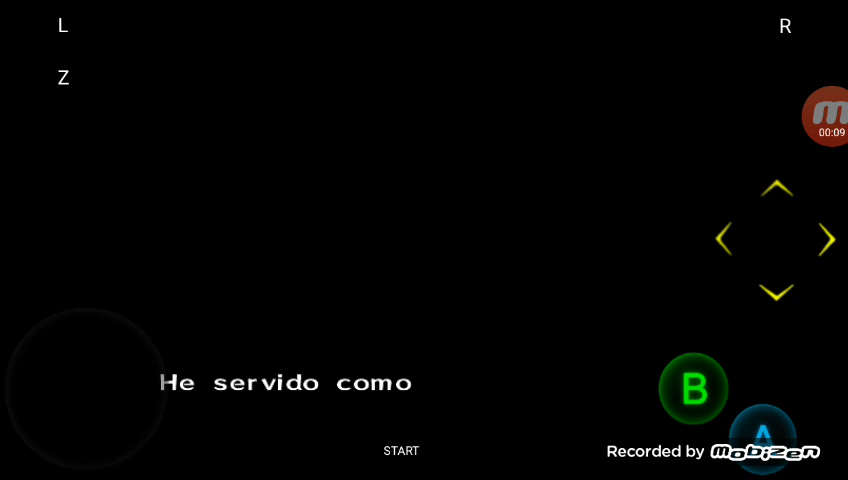 L
R
Z
00:09
He servido como
B
A
START
Recorded by mobizen